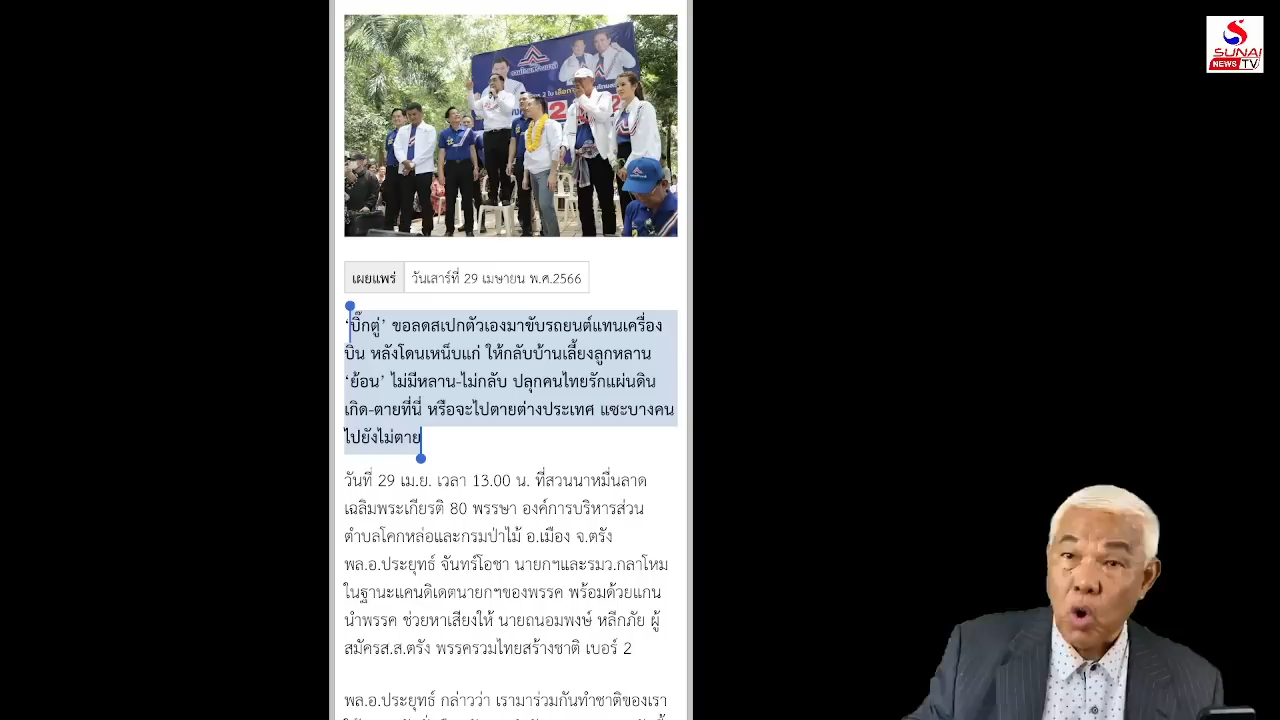 SUNAI
NEWS TV
รวมไทยสร้างชาติ
2
เผยแพร่ วันเสาร์ที่ 29 เมษายน พ.ศ.2566
‘บิ๊กตู่’ ขอลดสเปกตัวเองมาขับรถยนต์แทนเครื่อง
บิน หลังโดนเหน็บแก่ ให้กลับบ้านเลี้ยงลูกหลาน
‘ย้อน’ ไม่มีหลาน-ไม่กลับ ปลุกคนไทยรักแผ่นดิน
เกิด-ตายที่นี่ หรือจะไปตายต่างประเทศ แซะบางคน
ไปยังไม่ตาย
วันที่ 29 เม.ย. เวลา 13.00 น. ที่สวนนาหมื่นลาด
เฉลิมพระเกียรติ 80 พรรษา องค์การบริหารส่วน
ตำบลโคกหล่อและกรมป่าไม้ อ.เมือง จ.ตรัง
พล.อ.ประยุทธ์ จันทร์โอชา นายกฯและรมว.กลาโหม
ในฐานะแคนดิเดตนายกฯของพรรค พร้อมด้วยแกน
นำพรรค ช่วยหาเสียงให้ นายถนอมพงษ์ หลีกภัย ผู้
สมัครส.ส.ตรัง พรรครวมไทยสร้างชาติ เบอร์ 2
พล.อ.ประยุทธ์ กล่าวว่า เรามาร่วมกันทำชาติของเรา